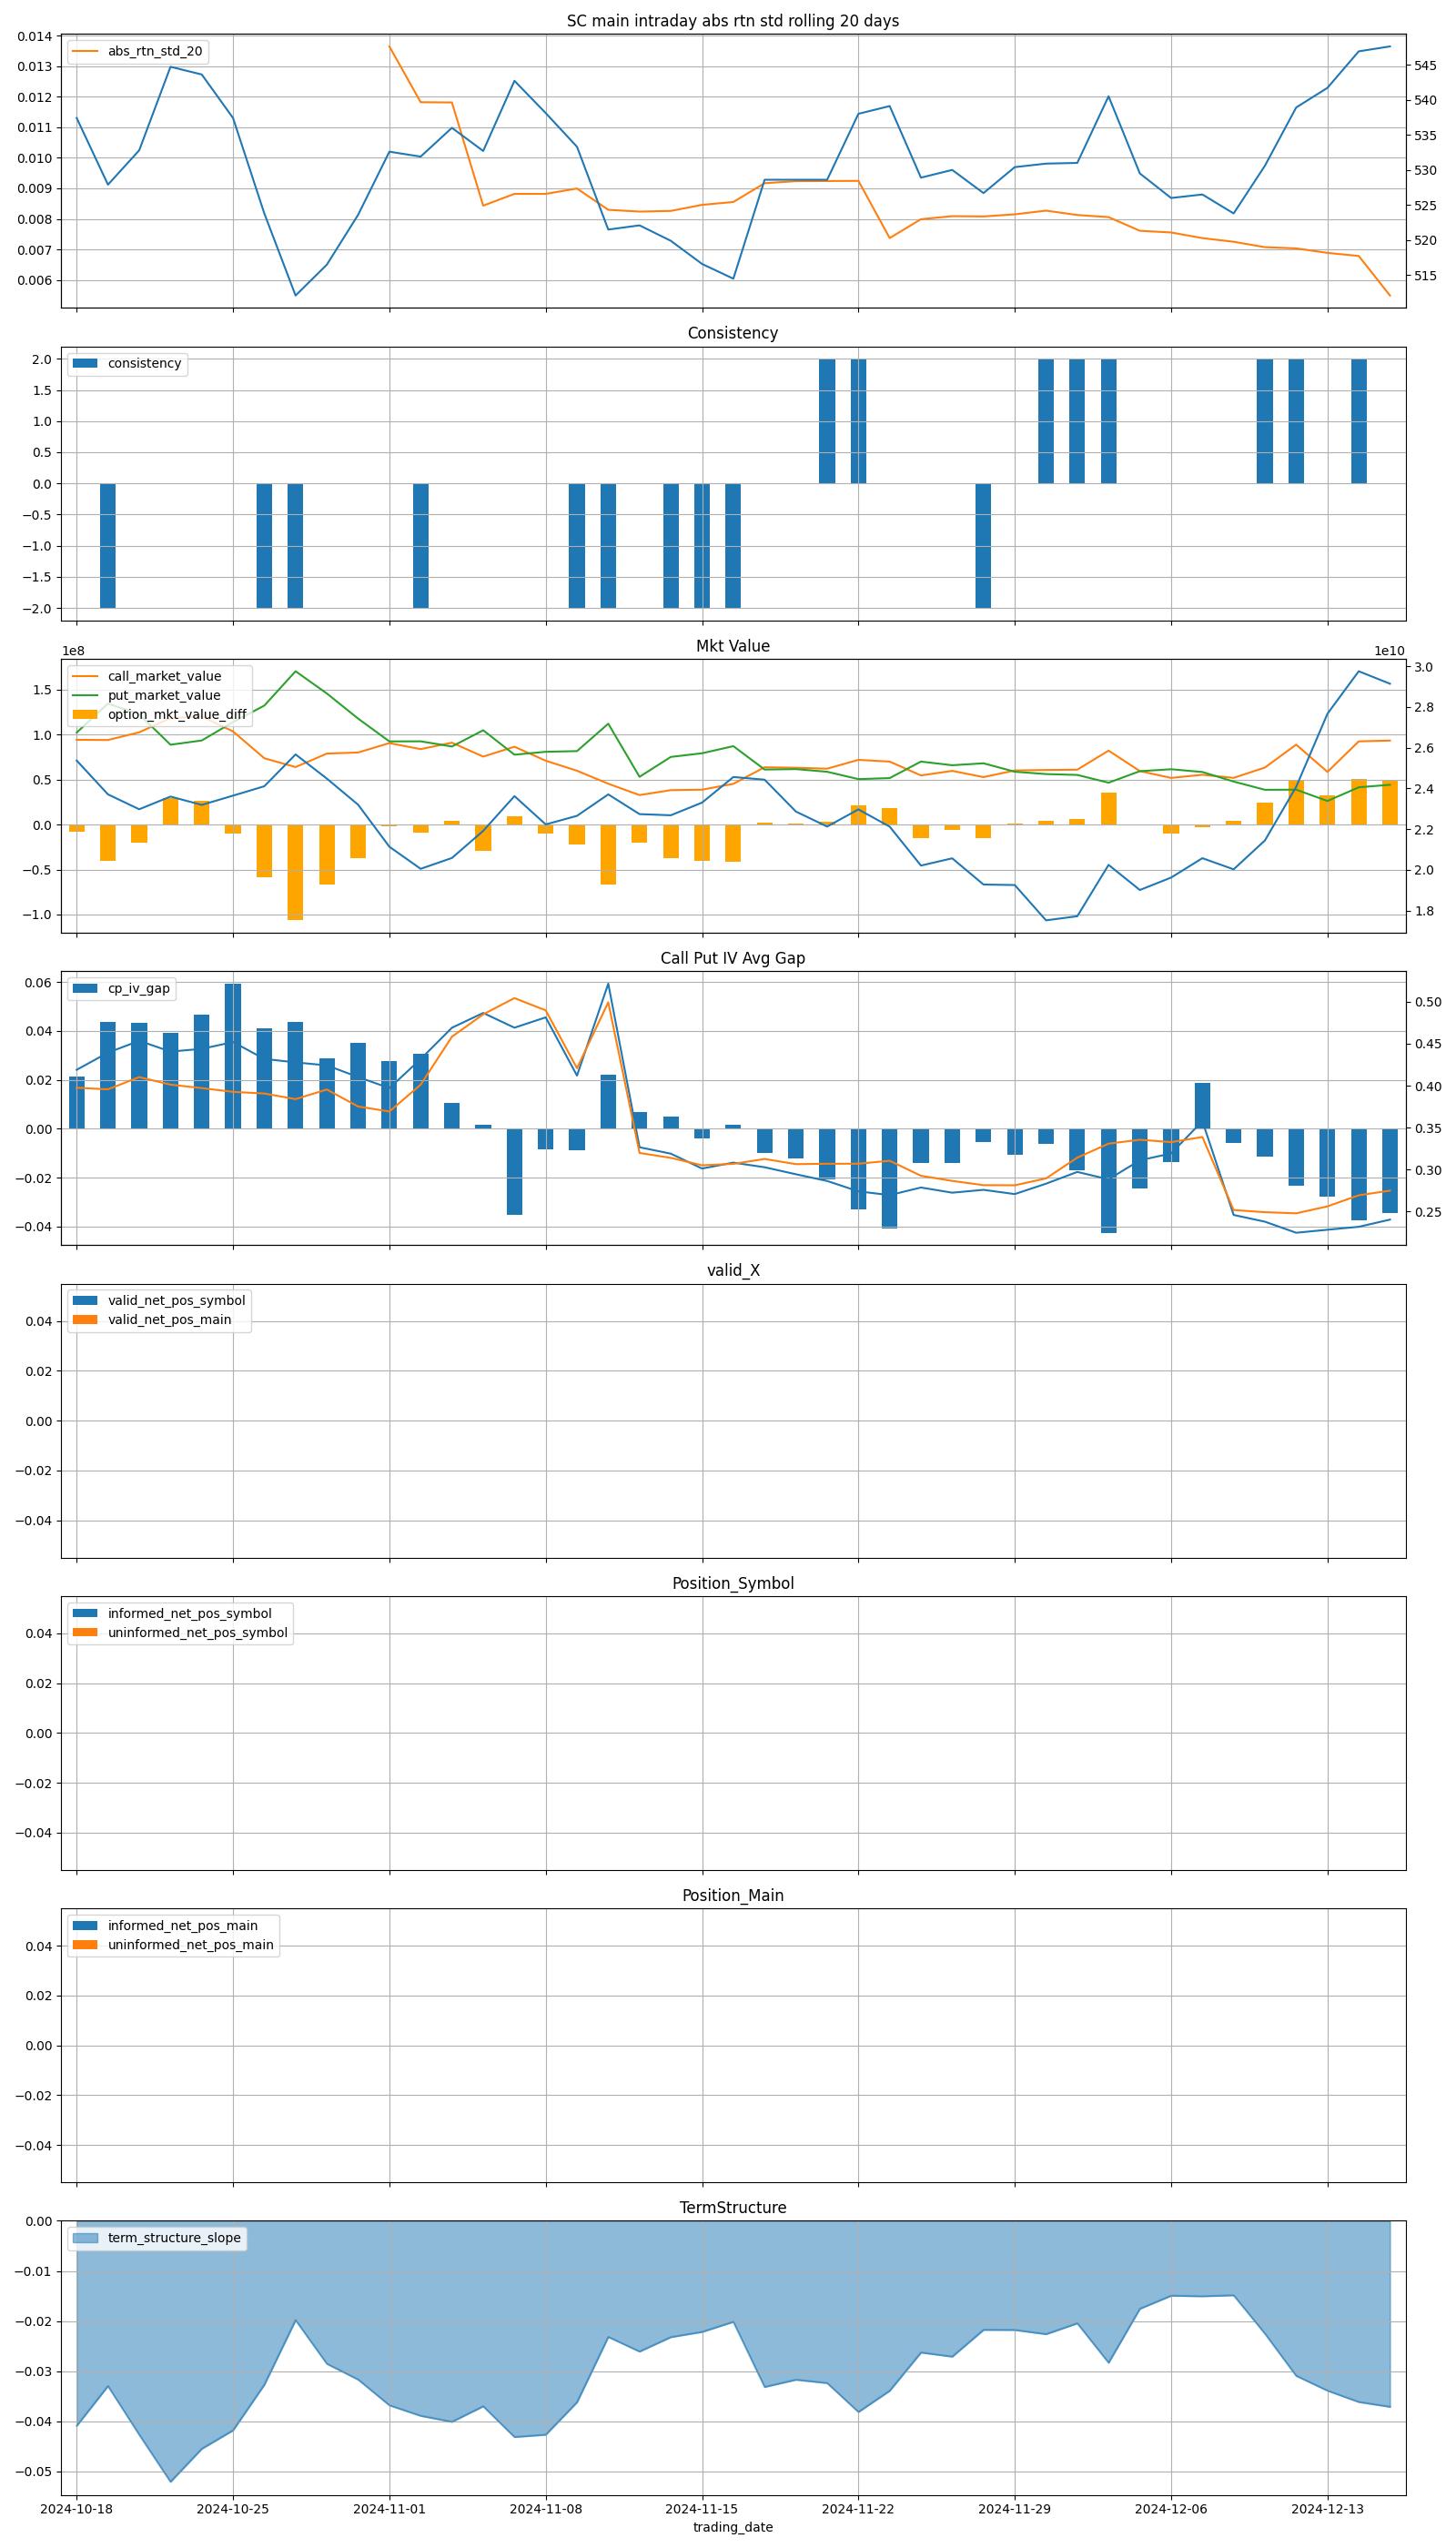 SC main intraday abs rtn std rolling 20 days
abs_rtn_std_20
0.014
0.013
0.012
0.011
0.010
0.009
0.008
0.007
0.006
545
540
535
530
525
520
515
Consistency
consistency
2.0
1.5
1.0
0.5
0.0
−0.5
−1.0
−1.5
−2.0
Mkt Value
1e8
1e10
call_market_value
put_market_value
option_mkt_value_diff
1.5
1.0
0.5
0.0
−0.5
−1.0
3.0
2.8
2.6
2.4
2.2
2.0
1.8
Call Put IV Avg Gap
cp_iv_gap
0.06
0.04
0.02
0.00
−0.02
−0.04
0.50
0.45
0.40
0.35
0.30
0.25
valid_X
valid_net_pos_symbol
valid_net_pos_main
0.04
0.02
0.00
−0.02
−0.04
Position_Symbol
informed_net_pos_symbol
uninformed_net_pos_symbol
0.04
0.02
0.00
−0.02
−0.04
Position_Main
informed_net_pos_main
uninformed_net_pos_main
0.04
0.02
0.00
−0.02
−0.04
TermStructure
term_structure_slope
0.00
−0.01
−0.02
−0.03
−0.04
−0.05
2024-10-18 2024-10-25 2024-11-01 2024-11-08 2024-11-15 2024-11-22 2024-11-29 2024-12-06 2024-12-13
trading_date